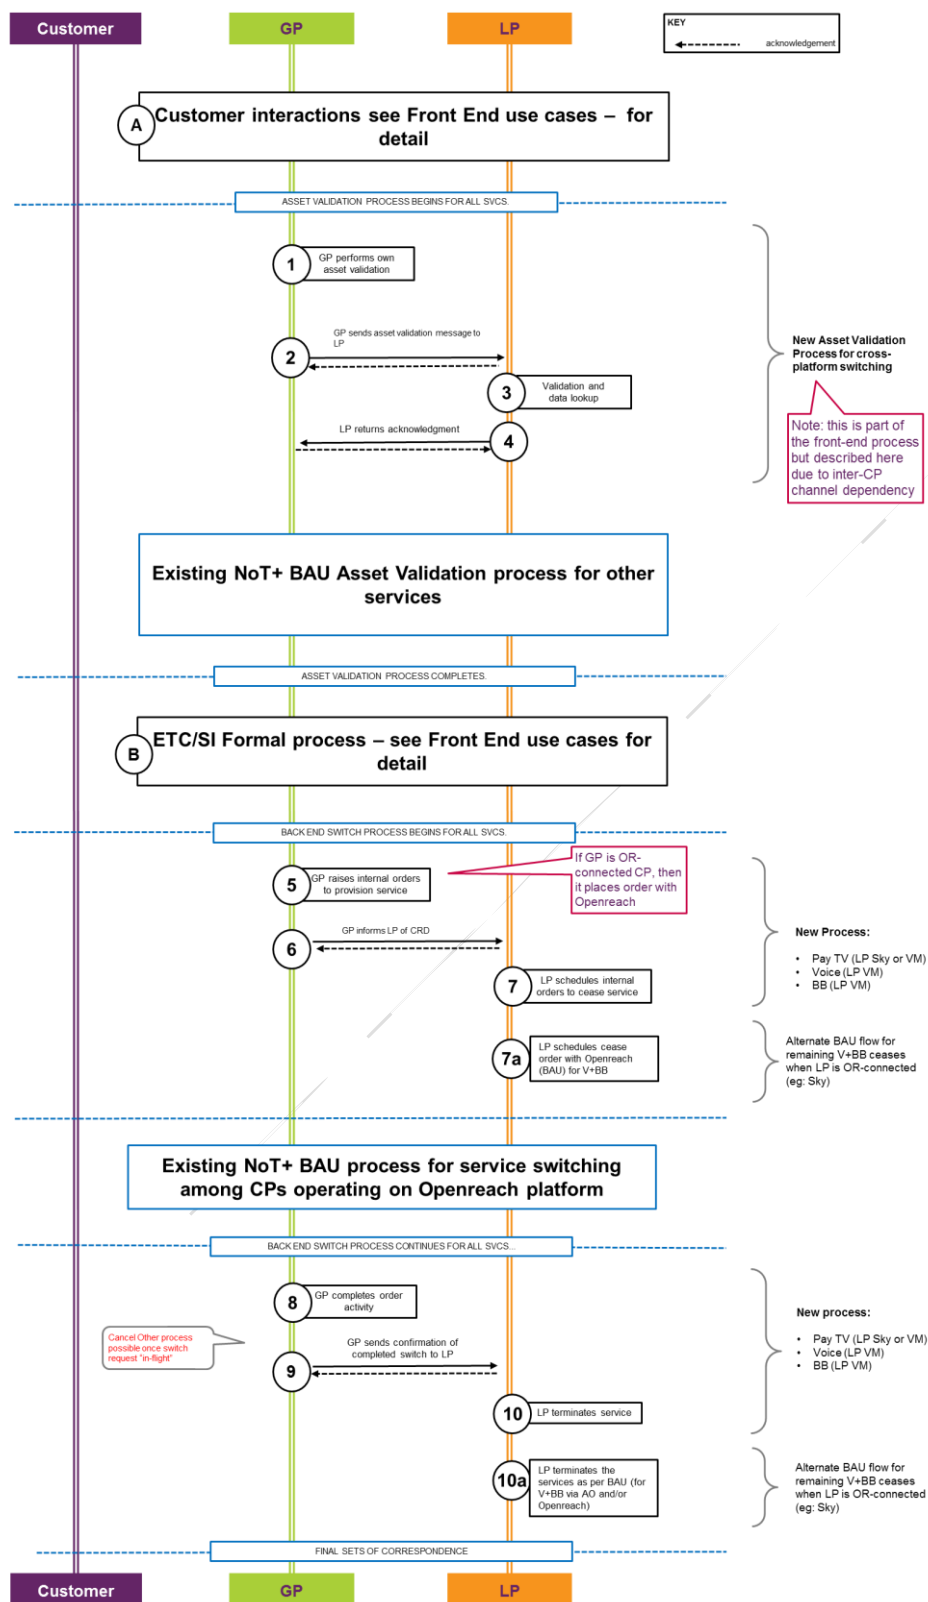 Customer
GP
LP
KEY
acknowledgement
A
Customer interactions see Front End use cases – for
detail
ASSET VALIDATION PROCESS BEGINS FOR ALL SVCS.
1
GP performs own
asset validation
GP sends asset validation message to
LP
2
3
Validation and
data lookup
LP returns acknowledgment
4
New Asset Validation
Process for cross-
platform switching
Note: this is part of
the front-end process
but described here
due to inter-CP
channel dependency
Existing NoT+ BAU Asset Validation process for other
services
ASSET VALIDATION PROCESS COMPLETES.
B
ETC/SI Formal process – see Front End use cases for
detail
BACK END SWITCH PROCESS BEGINS FOR ALL SVCS.
5
GP raises internal orders
to provision service
If GP is OR-
connected CP, then
it places order with
Openreach
6
GP informs LP of CRD
7
LP schedules internal
orders to cease service
New Process:
• Pay TV (LP Sky or VM)
• Voice (LP VM)
• BB (LP VM)
7a
LP schedules cease
order with Openreach
(BAU) for V+BB
Alternate BAU flow for
remaining V+BB ceases
when LP is OR-connected
(eg: Sky)
Existing NoT+ BAU process for service switching
among CPs operating on Openreach platform
BACK END SWITCH PROCESS CONTINUES FOR ALL SVCS...
8
GP completes order
activity
Cancel Other process
possible once switch
request "in-flight"
GP sends confirmation of
completed switch to LP
9
10
LP terminates service
New process:
• Pay TV (LP Sky or VM)
• Voice (LP VM)
• BB (LP VM)
10a
LP terminates the
services as per BAU (for
V+BB via AO and/or
Openreach)
Alternate BAU flow for
remaining V+BB ceases
when LP is OR-connected
(eg: Sky)
FINAL SETS OF CORRESPONDENCE
Customer
GP
LP